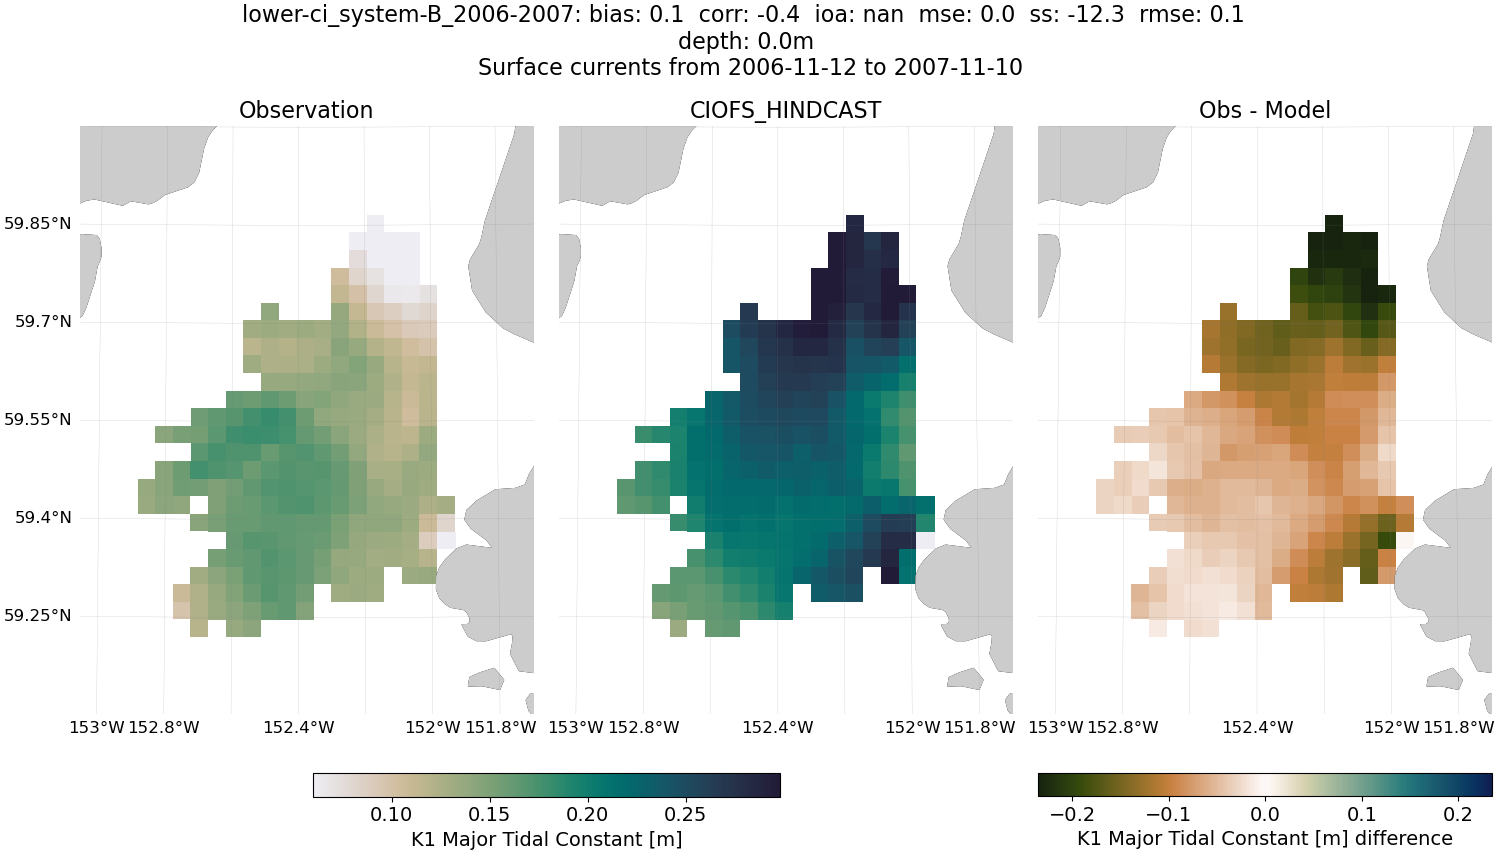 lower-ci_system-B_2006-2007: bias: 0.1  corr: -0.4  ioa: nan  mse: 0.0  ss: -12.3  rmse: 0.1
depth: 0.0m
Surface currents from 2006-11-12 to 2007-11-10
Observation
CIOFS_HINDCAST
Obs - Model
59.85°N
59.7°N
59.55°N
59.4°N
59.25°N
153°W 152.8°W 152.4°W 152°W 151.8°W
153°W 152.8°W 152.4°W 152°W 151.8°W
153°W 152.8°W 152.4°W 152°W 151.8°W
0.10 0.15 0.20 0.25
K1 Major Tidal Constant [m]
−0.2 −0.1 0.0 0.1 0.2
K1 Major Tidal Constant [m] difference